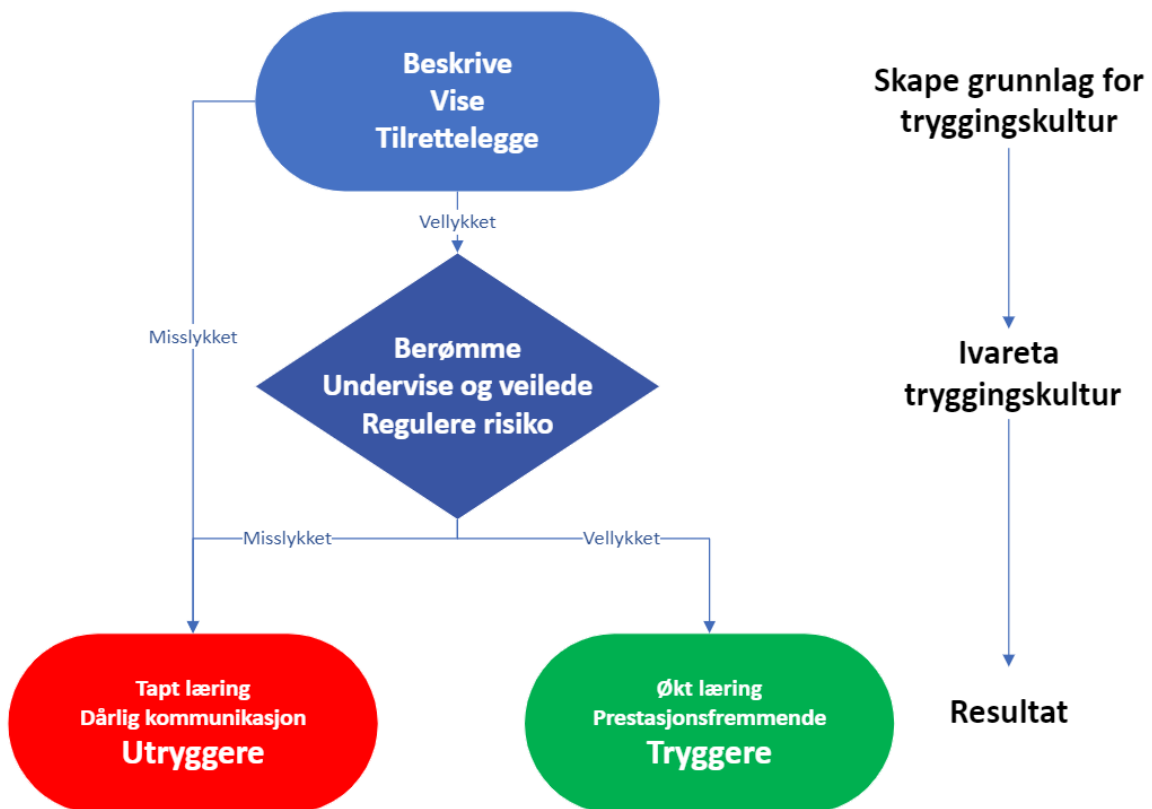 Beskrive
Vise
Tilrettelegge
Skape grunnlag for
tryggingskultur
Vellykket
Misslykket
Berømme
Undervise og veilede
Regulere risiko
Ivareta
tryggingskultur
Misslykket
Vellykket
Tapt læring
Dårlig kommunikasjon
Utryggere
Økt læring
Prestasjonsfremmende
Tryggere
Resultat